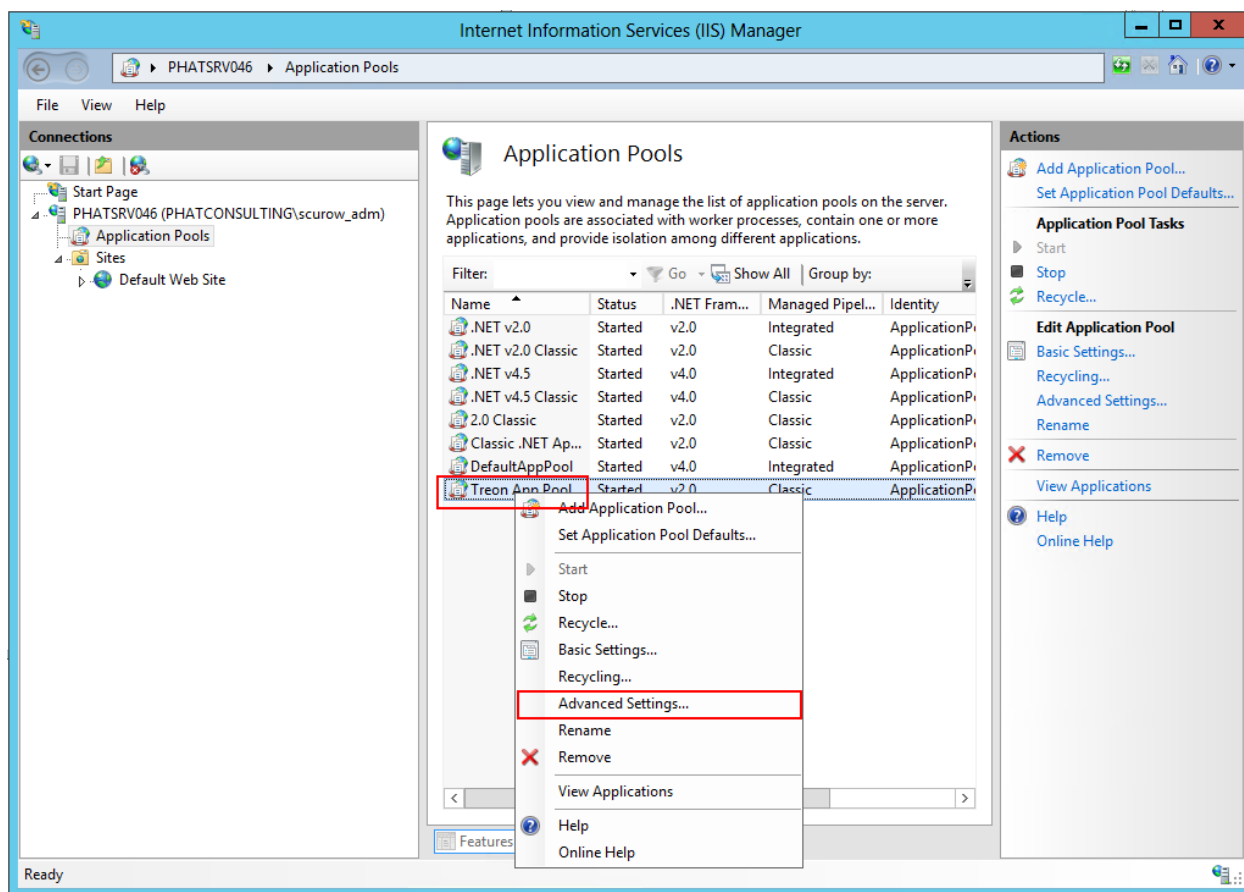 Internet Information Services (IIS) Manager
PHATSRV046 Application Pools
File View Help
Connections
Start Page
PHATSRV046 (PHATCONSULTING\scurow_adm)
Application Pools
Sites
Default Web Site
Application Pools
This page lets you view and manage the list of application pools on the server.
Application pools are associated with worker processes, contain one or more
applications, and provide isolation among different applications.
Filter: Go Show All Group by:
Name Status .NET Fram... Managed Pipel... Identity
.NET v2.0 Started v2.0 Integrated ApplicationP
.NET v2.0 Classic Started v2.0 Classic ApplicationP
.NET v4.5 Started v4.0 Integrated ApplicationP
.NET v4.5 Classic Started v4.0 Classic ApplicationP
2.0 Classic Started v2.0 Classic ApplicationP
Classic .NET Ap... Started v2.0 Classic ApplicationP
DefaultAppPool Started v4.0 Integrated ApplicationP
Treon App Pool Started v2.0 Classic ApplicationP
Add Application Pool...
Set Application Pool Defaults...
Start
Stop
Recycle...
Basic Settings...
Recycling...
Advanced Settings...
Rename
Remove
View Applications
Help
Online Help
Features
Actions
Add Application Pool...
Set Application Pool Defaults...
Application Pool Tasks
Start
Stop
Recycle...
Edit Application Pool
Basic Settings...
Recycling...
Advanced Settings...
Rename
Remove
View Applications
Help
Online Help
Ready